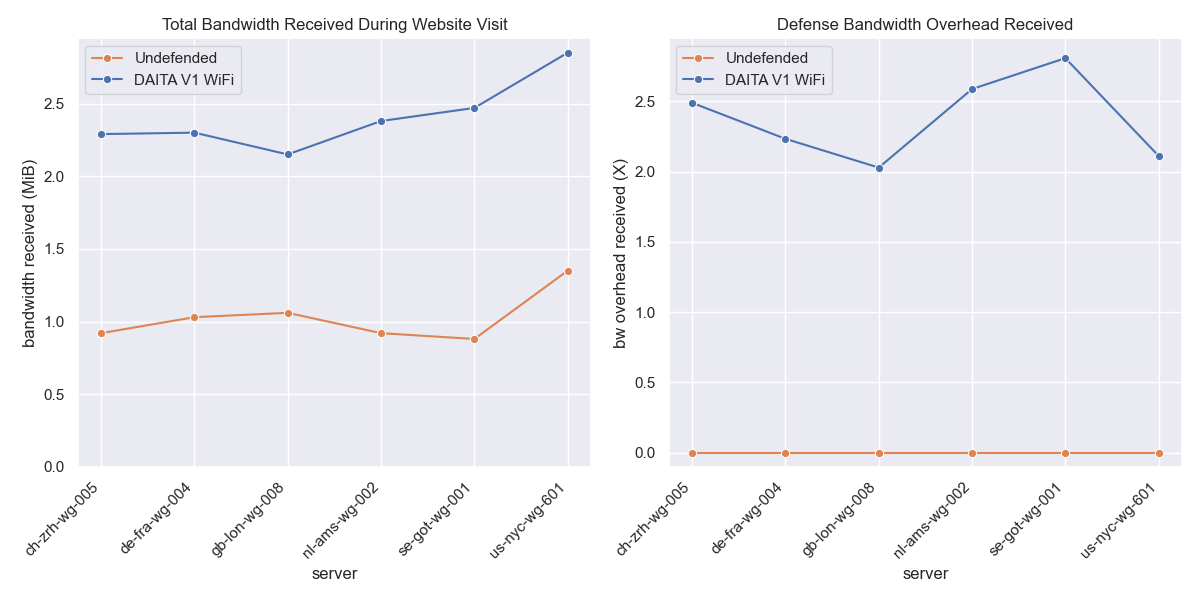 Total Bandwidth Received During Website Visit
Undefended
DAITA V1 WiFi
bandwidth received (MiB)
2.5
2.0
1.5
1.0
0.5
0.0
ch-zrh-wg-005
de-fra-wg-004
gb-lon-wg-008
nl-ams-wg-002
se-got-wg-001
us-nyc-wg-601
server
Defense Bandwidth Overhead Received
Undefended
DAITA V1 WiFi
bw overhead received (X)
2.5
2.0
1.5
1.0
0.5
0.0
ch-zrh-wg-005
de-fra-wg-004
gb-lon-wg-008
nl-ams-wg-002
se-got-wg-001
us-nyc-wg-601
server